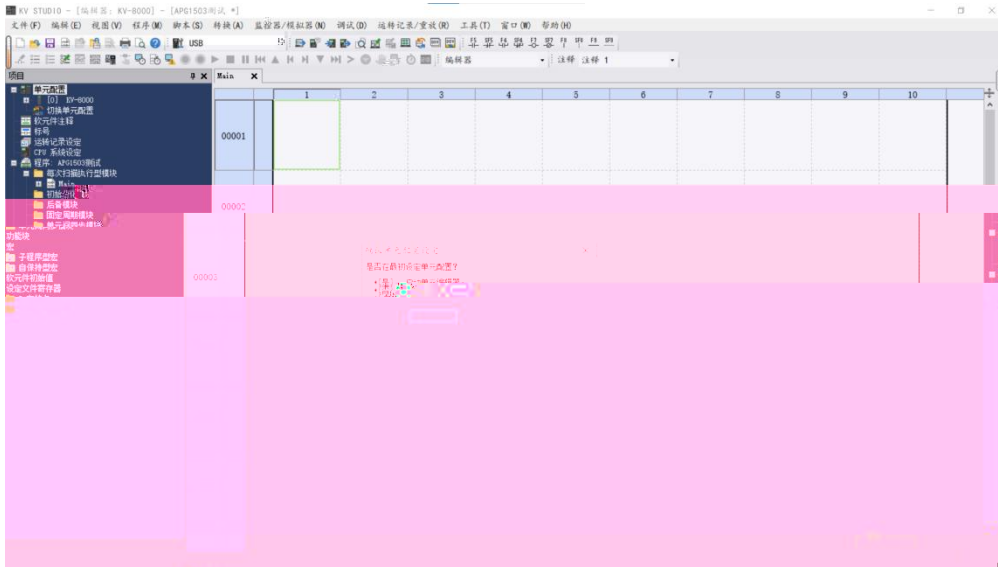 KV STUDIO - [编辑器: KV-8000] - [APG1503测试 *]
文件(F) 编辑(E) 视图(V) 程序(M) 脚本(S) 转换(A) 监控器/模拟器(N) 调试(D) 运转记录/重放(R) 工具(T) 窗口(W) 帮助(H)
USB
编辑器 注释 注释 1
项目 Main
单元配置
[0] KV-8000
切换单元配置
软元件注释
标号
运转记录设定
CPU 系统设定
程序: APG1503测试
每次扫描执行型模块
Main
初始
后备模块
固定周期模块
功能块
宏
子程序型宏
自保持型宏
软元件初始值
设定文件寄存器
1 2 3 4 5 6 7 8 9 10
00001
00002
是否在最初设定单元配置?